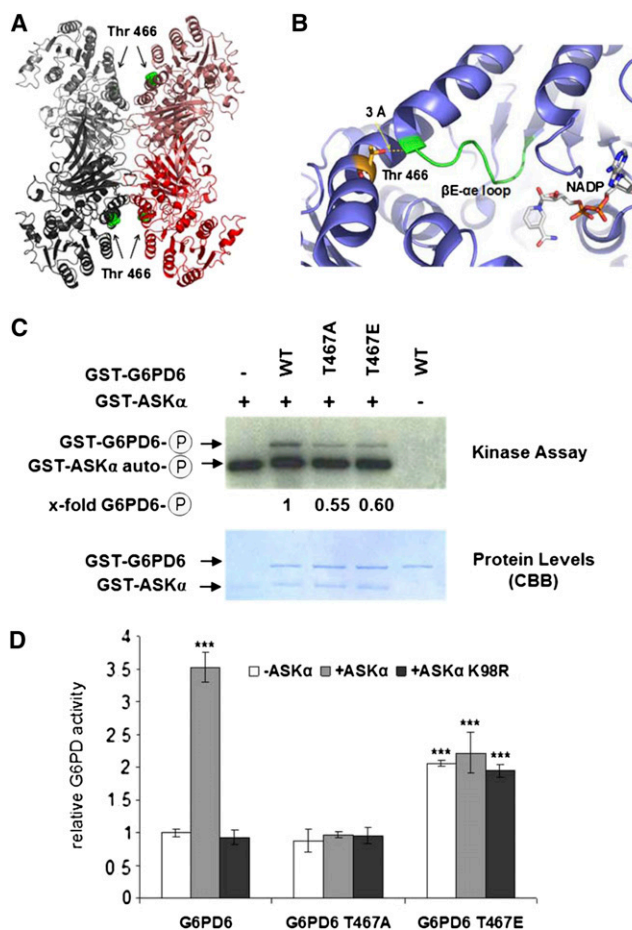 A
Thr 466
Thr 466
B
3 A
Thr 466
βE-αe loop
NADP
C
GST-G6PD6 - WT T467A T467E WT
GST-ASKα + + + + -
GST-G6PD6-P
GST-ASKα auto-P
Kinase Assay
x-fold G6PD6-P 1 0.55 0.60
GST-G6PD6
GST-ASKα
Protein Levels
(CBB)
D
relative G6PD activity
4
3 5
3
2 5
2
1 5
1
0 5
0
-ASKα +ASKα +ASKα K98R
***
*** *** ***
G6PD6 G6PD6 T467A G6PD6 T467E